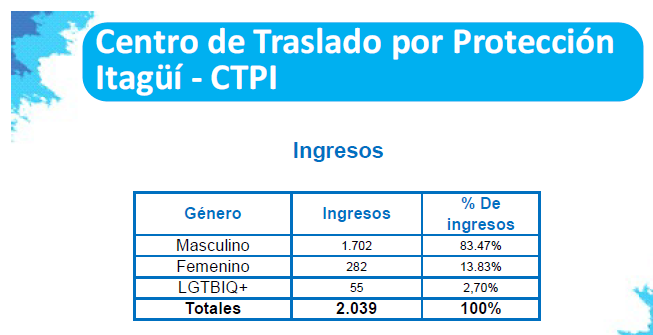 Centro de Traslado por Protección
Itagüí - CTPI
Ingresos
Género Ingresos % De ingresos
Masculino 1.702 83.47%
Femenino 282 13.83%
LGTBIQ+ 55 2,70%
Totales 2.039 100%